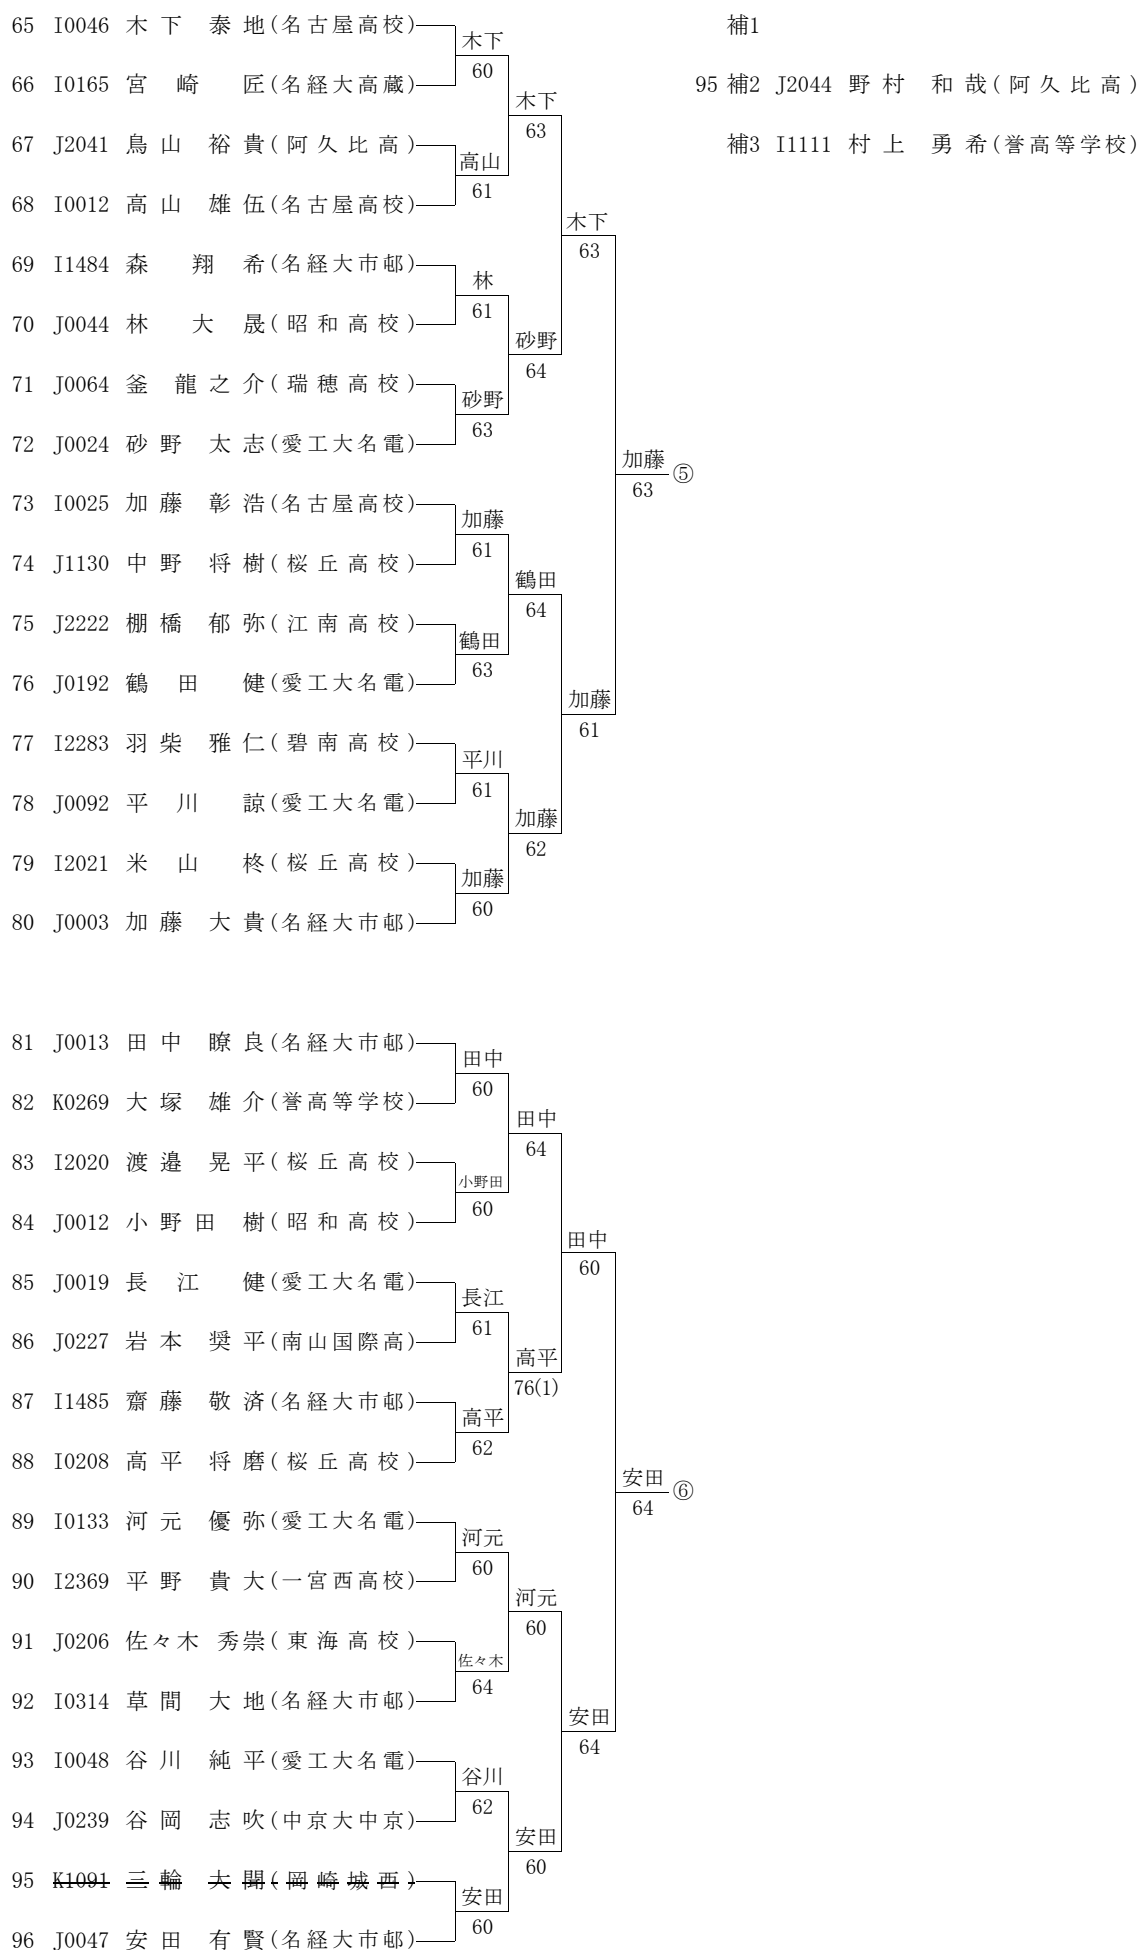 65 I0046 木下 泰地(名古屋高校)
補1
木下
60
66 I0165 宮崎 匠(名経大高蔵)
95 補2 J2044 野村 和哉(阿久比高)
木下
63
67 J2041 鳥山 裕貴(阿久比高)
補3 I1111 村上 勇希(誉高等学校)
高山
61
68 I0012 高山 雄伍(名古屋高校)
木下
63
69 I1484 森 翔希(名経大市邨)
林
61
70 J0044 林 大晟(昭和高校)
砂野
64
71 J0064 釜 龍之介(瑞穂高校)
砂野
63
72 J0024 砂野 太志(愛工大名電)
加藤 ⑤
63
73 I0025 加藤 彰浩(名古屋高校)
加藤
61
74 J1130 中野 将樹(桜丘高校)
鶴田
64
75 J2222 棚橋 郁弥(江南高校)
鶴田
63
76 J0192 鶴田 健(愛工大名電)
加藤
61
77 I2283 羽柴 雅仁(碧南高校)
平川
61
78 J0092 平川 諒(愛工大名電)
加藤
62
79 I2021 米山 柊(桜丘高校)
加藤
60
80 J0003 加藤 大貴(名経大市邨)
81 J0013 田中 瞭良(名経大市邨)
田中
60
82 K0269 大塚 雄介(誉高等学校)
田中
64
83 I2020 渡邉 晃平(桜丘高校)
小野田
60
84 J0012 小野田 樹(昭和高校)
田中
60
85 J0019 長江 健(愛工大名電)
長江
61
86 J0227 岩本 奨平(南山国際高)
高平
76(1)
87 I1485 齋藤 敬済(名経大市邨)
高平
62
88 I0208 高平 将磨(桜丘高校)
安田 ⑥
64
89 I0133 河元 優弥(愛工大名電)
河元
60
90 I2369 平野 貴大(一宮西高校)
河元
60
91 J0206 佐々木 秀崇(東海高校)
佐々木
64
92 I0314 草間 大地(名経大市邨)
安田
64
93 I0048 谷川 純平(愛工大名電)
谷川
62
94 J0239 谷岡 志吹(中京大中京)
安田
60
95 K1091 三輪 大聞(岡崎城西)
安田
60
96 J0047 安田 有賢(名経大市邨)